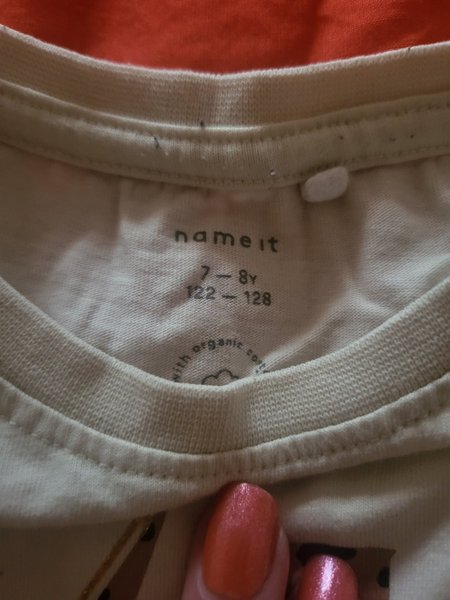 name it
7 – 8Y
122 – 128
with organic